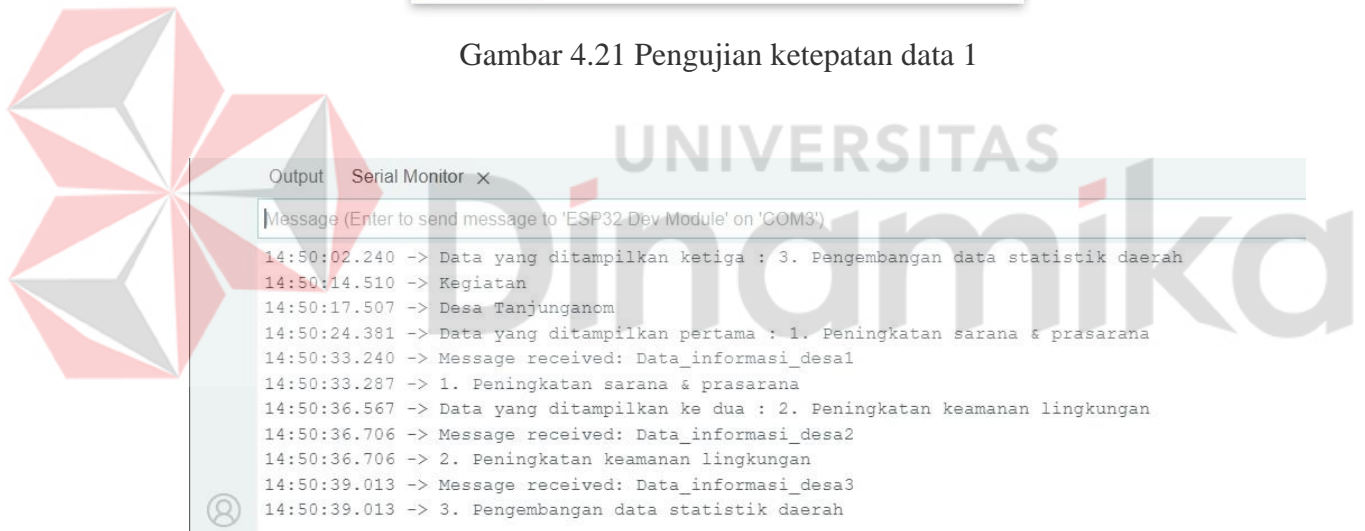 Gambar 4.21 Pengujian ketepatan data 1
UNIVERSITAS
Dinamika
Output Serial Monitor ×
Message (Enter to send message to 'ESP32 Dev Module' on 'COM3')
14:50:02.240 -> Data yang ditampilkan ketiga : 3. Pengembangan data statistik daerah
14:50:14.510 -> Kegiatan
14:50:17.507 -> Desa Tanjunganom
14:50:24.381 -> Data yang ditampilkan pertama : 1. Peningkatan sarana & prasarana
14:50:33.240 -> Message received: Data_informasi_desa1
14:50:33.287 -> 1. Peningkatan sarana & prasarana
14:50:36.567 -> Data yang ditampilkan ke dua : 2. Peningkatan keamanan lingkungan
14:50:36.706 -> Message received: Data_informasi_desa2
14:50:36.706 -> 2. Peningkatan keamanan lingkungan
14:50:39.013 -> Message received: Data_informasi_desa3
14:50:39.013 -> 3. Pengembangan data statistik daerah